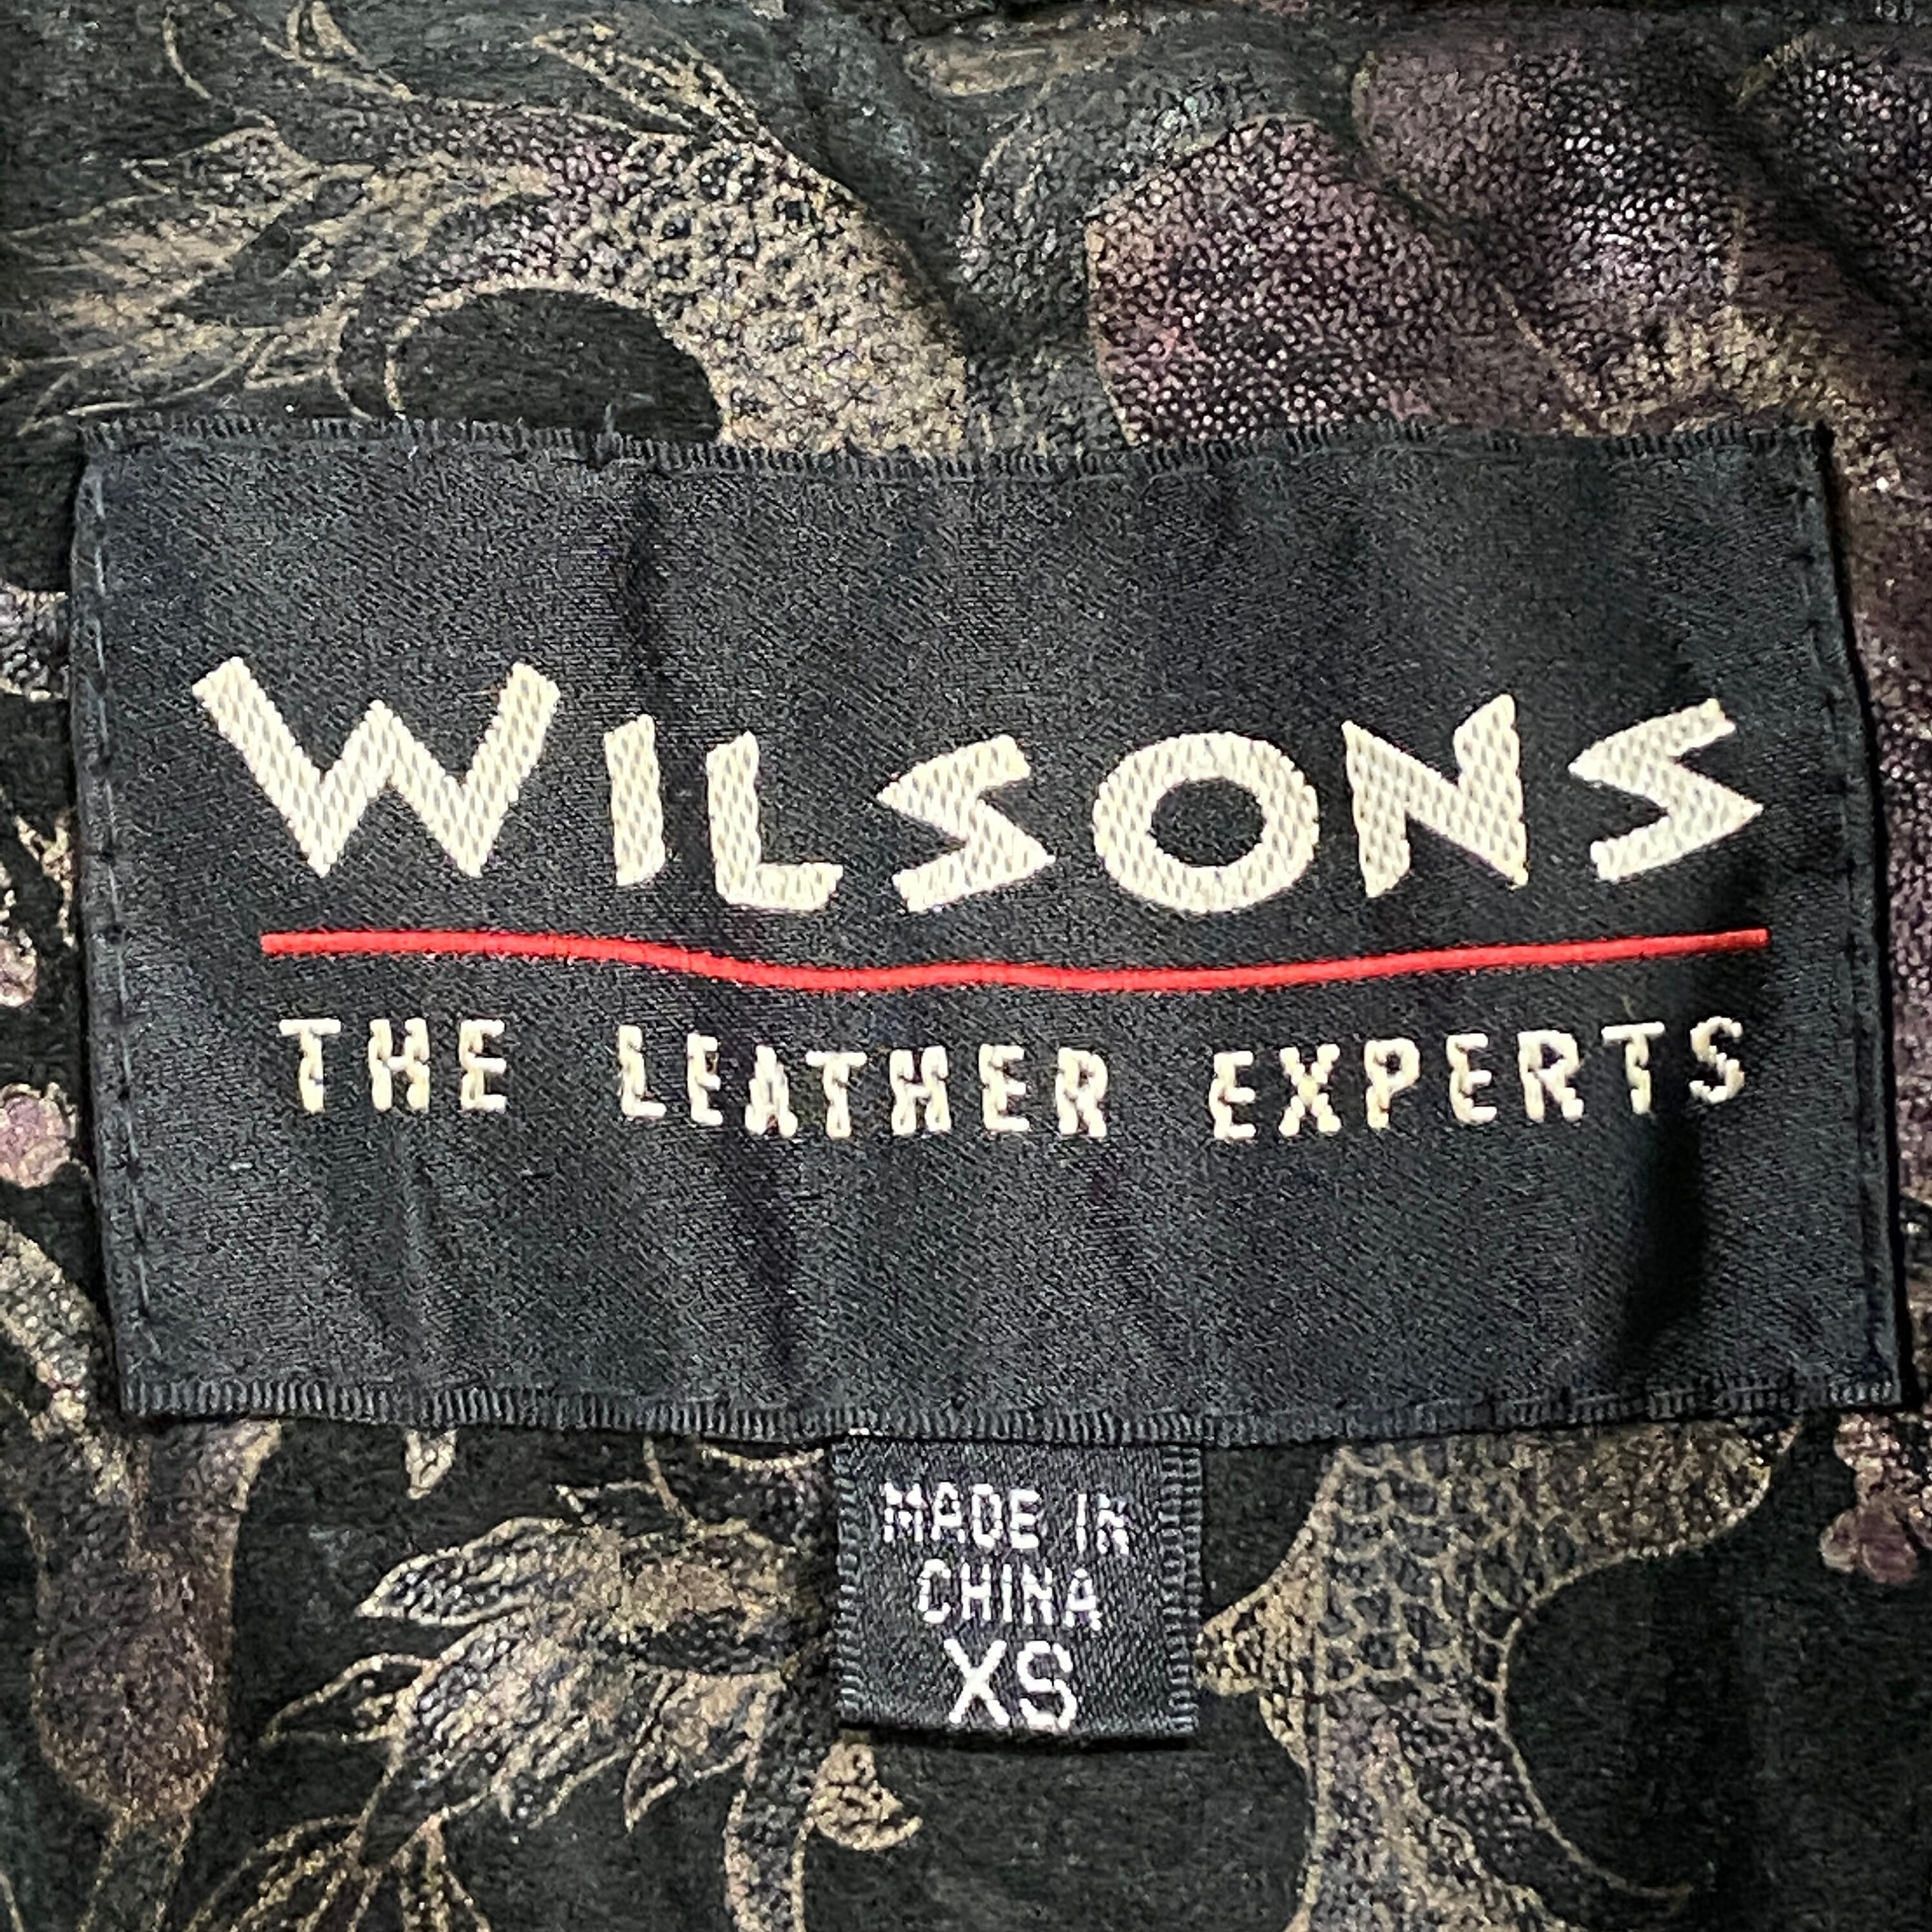 WILSONS
THE LEATHER EXPERTS
MADE IN
CHINA
XS